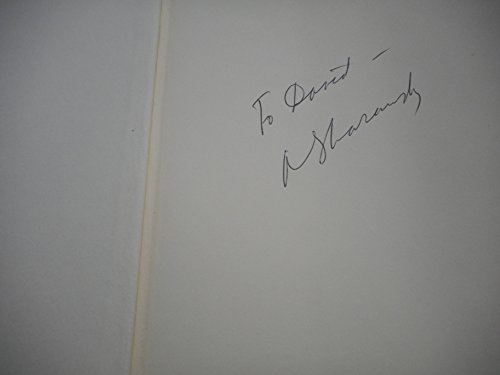 To David -
A Sharansky